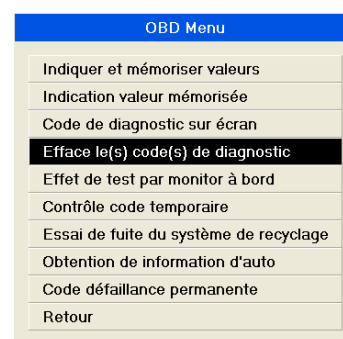 OBD Menu
Indiquer et mémoriser valeurs
Indication valeur mémorisée
Code de diagnostic sur écran
Efface le(s) code(s) de diagnostic
Effet de test par monitor à bord
Contrôle code temporaire
Essai de fuite du système de recyclage
Obtention de information d'auto
Code défaillance permanente
Retour